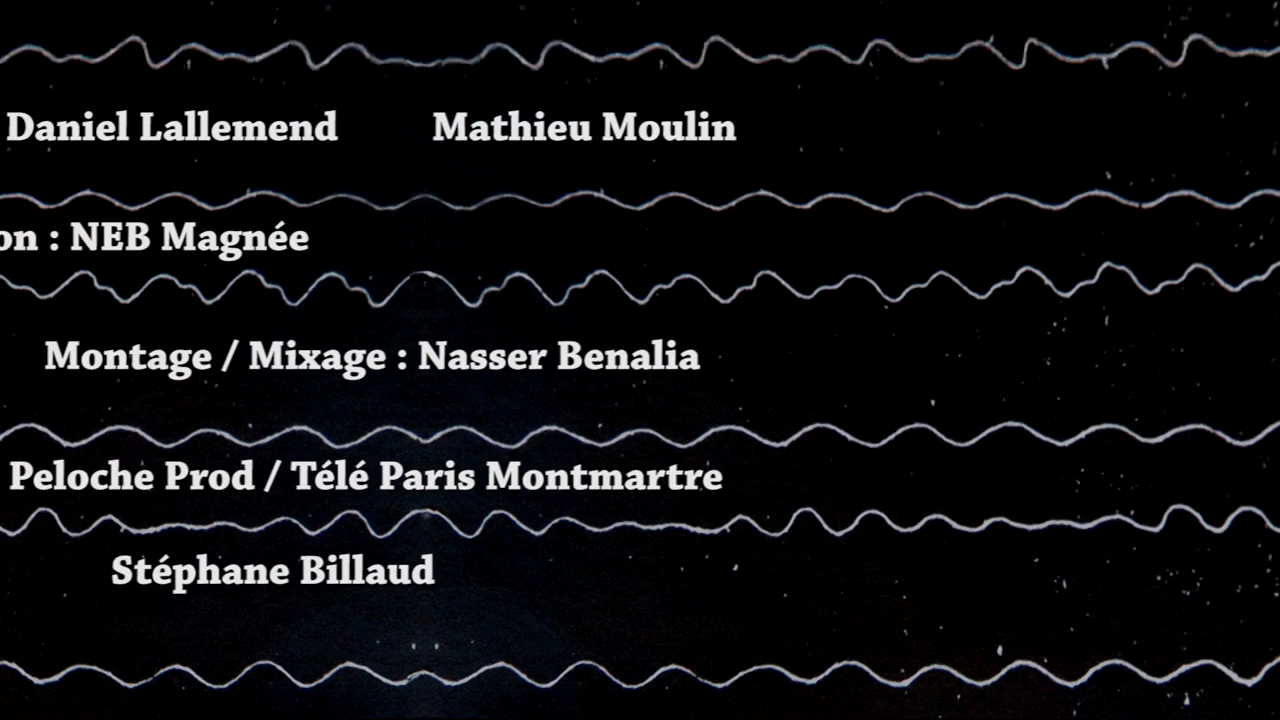 Daniel Lallemend Mathieu Moulin
on : NEB Magnée
Montage / Mixage : Nasser Benalia
Peloche Prod / Télé Paris Montmartre
Stéphane Billaud